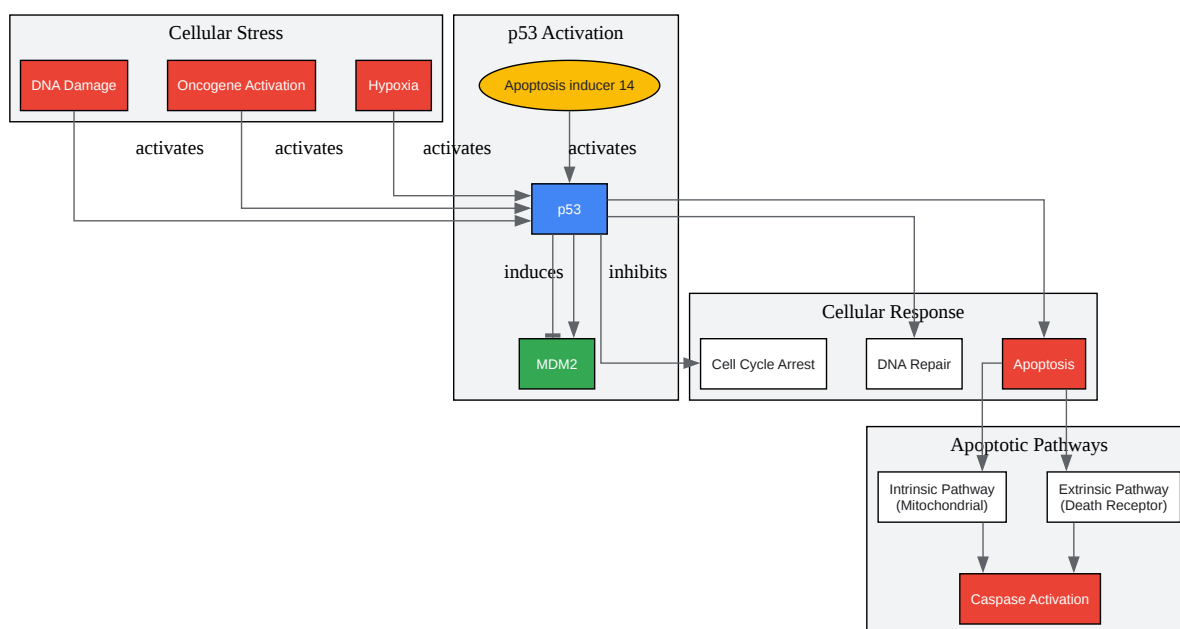 Cellular Stress
p53 Activation
DNA Damage
Oncogene Activation
Hypoxia
Apoptosis inducer 14
activates
activates
activates
activates
p53
induces
inhibits
Cellular Response
MDM2
Cell Cycle Arrest
DNA Repair
Apoptosis
Apoptotic Pathways
Intrinsic Pathway
(Mitochondrial)
Extrinsic Pathway
(Death Receptor)
Caspase Activation